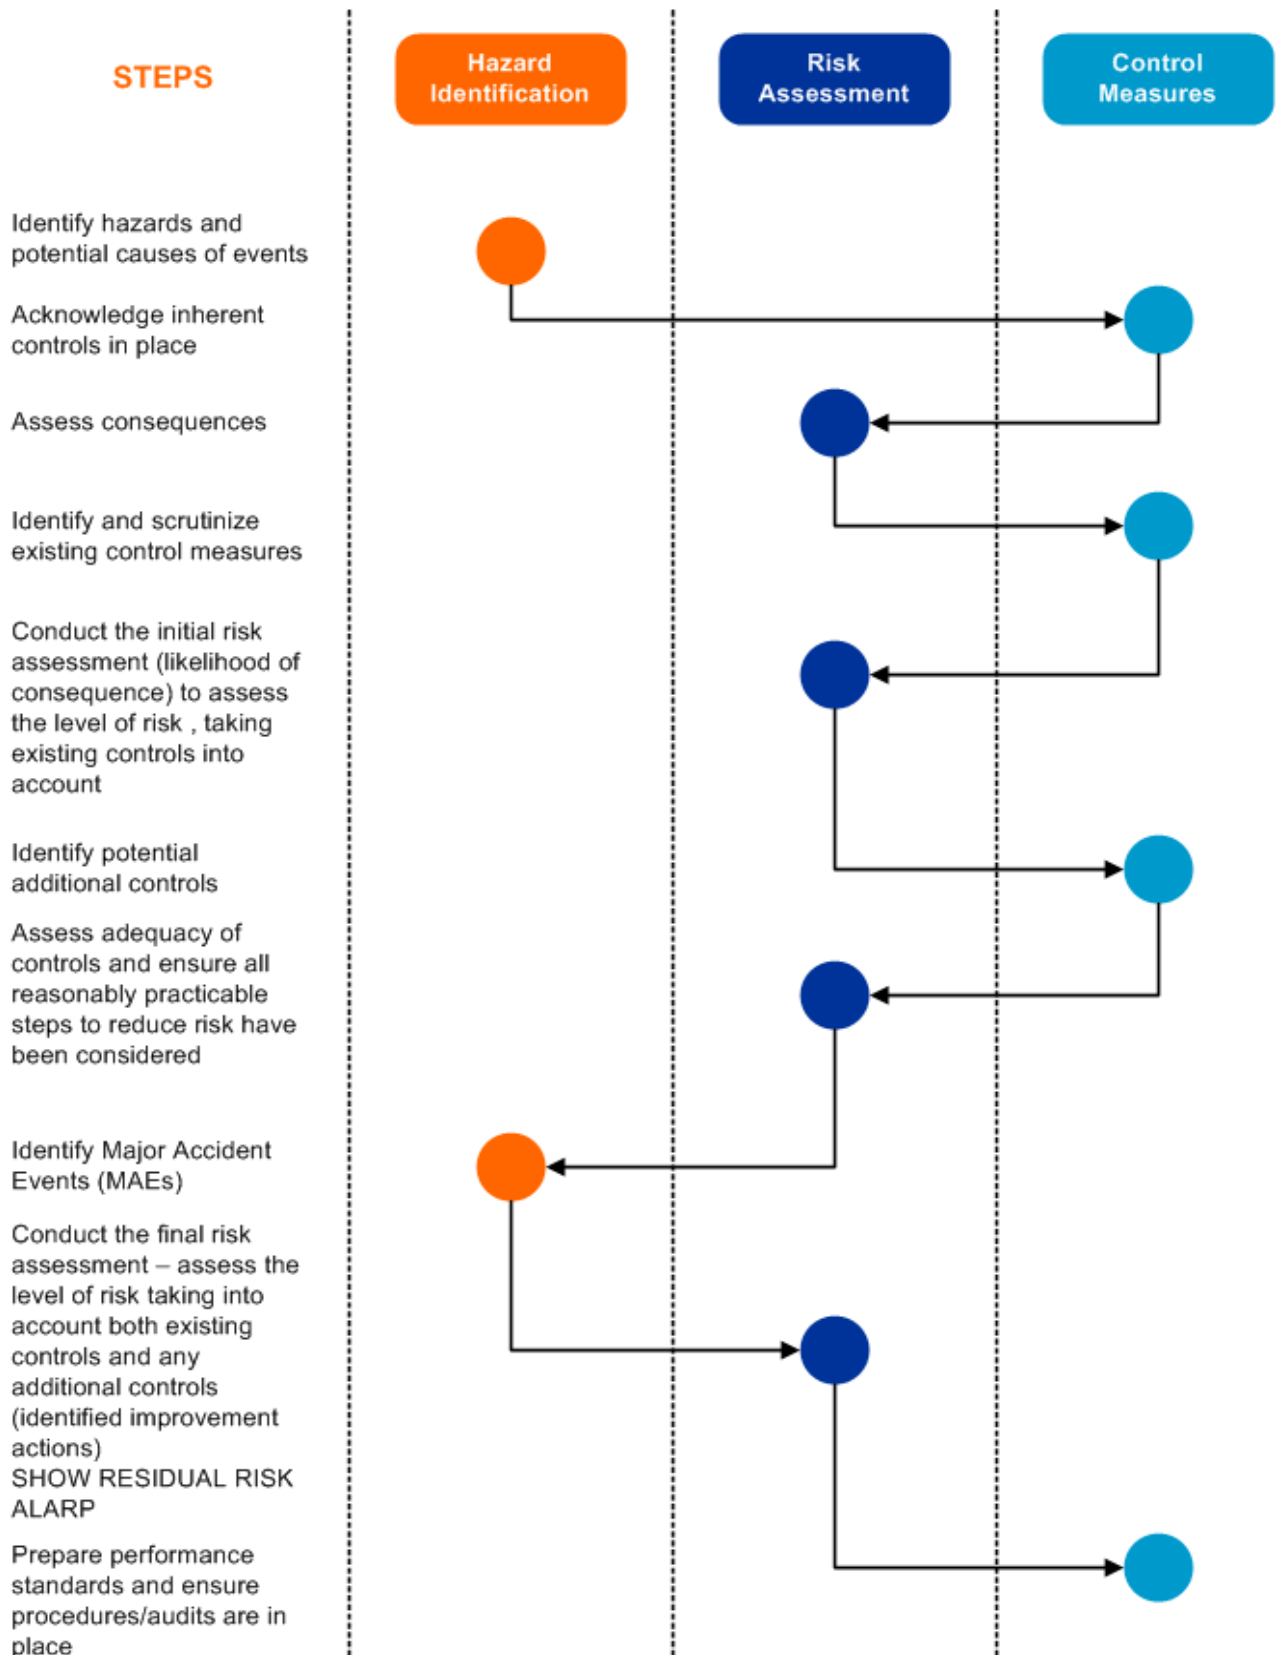 STEPS
Hazard
Identification
Risk
Assessment
Control
Measures
Identify hazards and
potential causes of events
Acknowledge inherent
controls in place
Assess consequences
Identify and scrutinize
existing control measures
Conduct the initial risk
assessment (likelihood of
consequence) to assess
the level of risk , taking
existing controls into
account
Identify potential
additional controls
Assess adequacy of
controls and ensure all
reasonably practicable
steps to reduce risk have
been considered
Identify Major Accident
Events (MAEs)
Conduct the final risk
assessment – assess the
level of risk taking into
account both existing
controls and any
additional controls
(identified improvement
actions)
SHOW RESIDUAL RISK
ALARP
Prepare performance
standards and ensure
procedures/audits are in
place